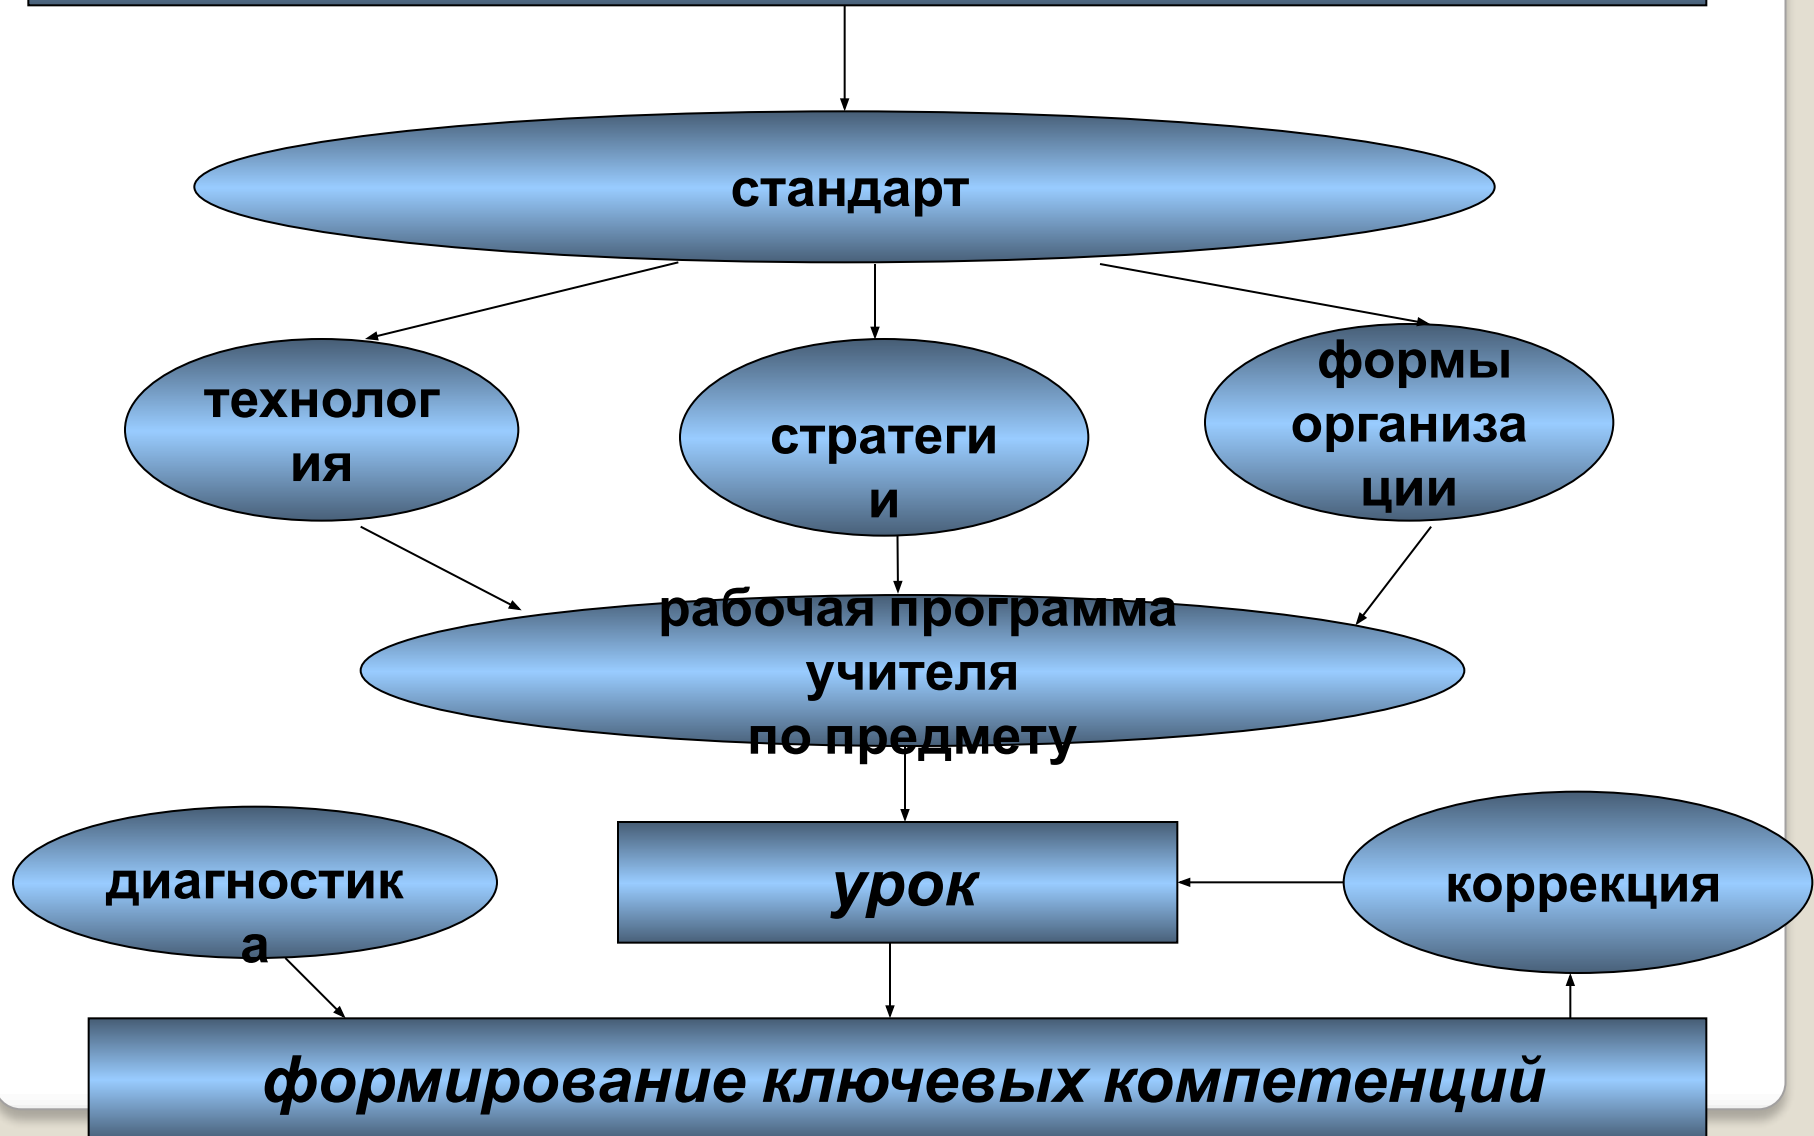 стандарт
технолог
ия
стратеги
и
формы
организа
ции
рабочая программа
учителя
по предмету
диагностик
а
урок
коррекция
формирование ключевых компетенций